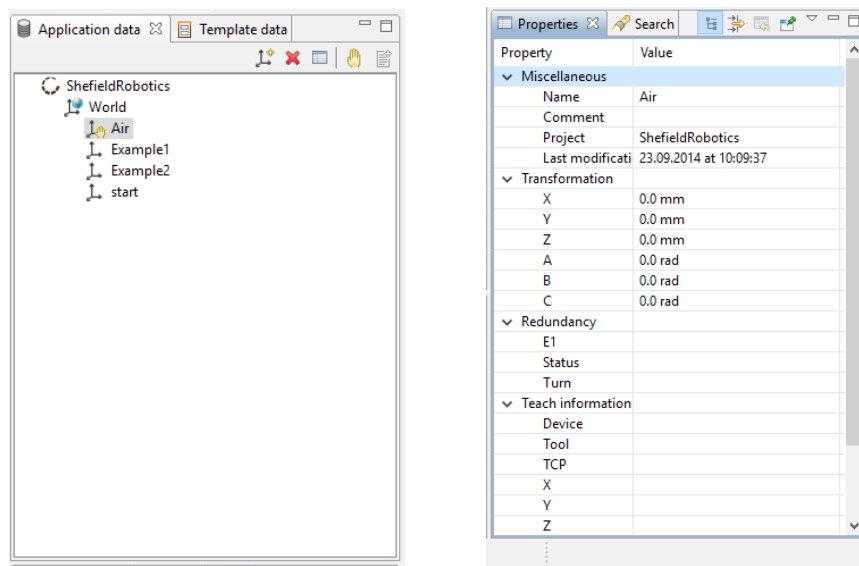 Application data
Template data
ShefieldRobotics
World
Air
Example1
Example2
start
Properties
Search
Property Value
Miscellaneous
Name Air
Comment
Project ShefieldRobotics
Last modificati 23.09.2014 at 10:09:37
Transformation
X 0.0 mm
Y 0.0 mm
Z 0.0 mm
A 0.0 rad
B 0.0 rad
C 0.0 rad
Redundancy
E1
Status
Turn
Teach information
Device
Tool
TCP
X
Y
Z